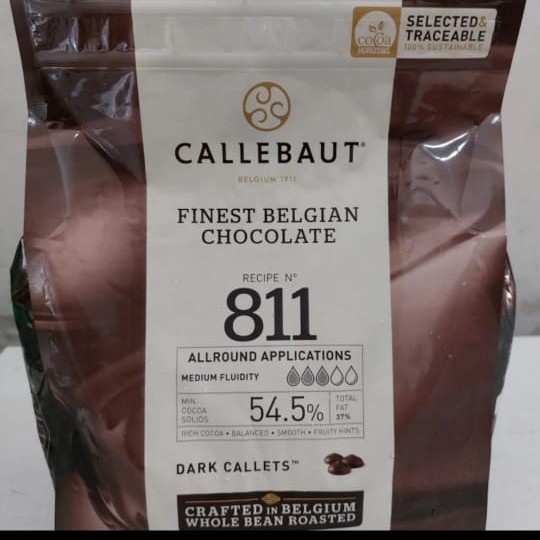 SELECTED&
TRACEABLE
100% SUSTAINABLE
cocoa
HORIZONS
CALLEBAUT®
BELGIUM 1911
FINEST BELGIAN
CHOCOLATE
RECIPE N°
811
ALLROUND APPLICATIONS
MEDIUM FLUIDITY
MIN.
COCOA
SOLIDS
54.5%
TOTAL
FAT
37%
RICH COCOA • BALANCED • SMOOTH • FRUITY HINTS
DARK CALLETS™
CRAFTED IN BELGIUM
WHOLE BEAN ROASTED